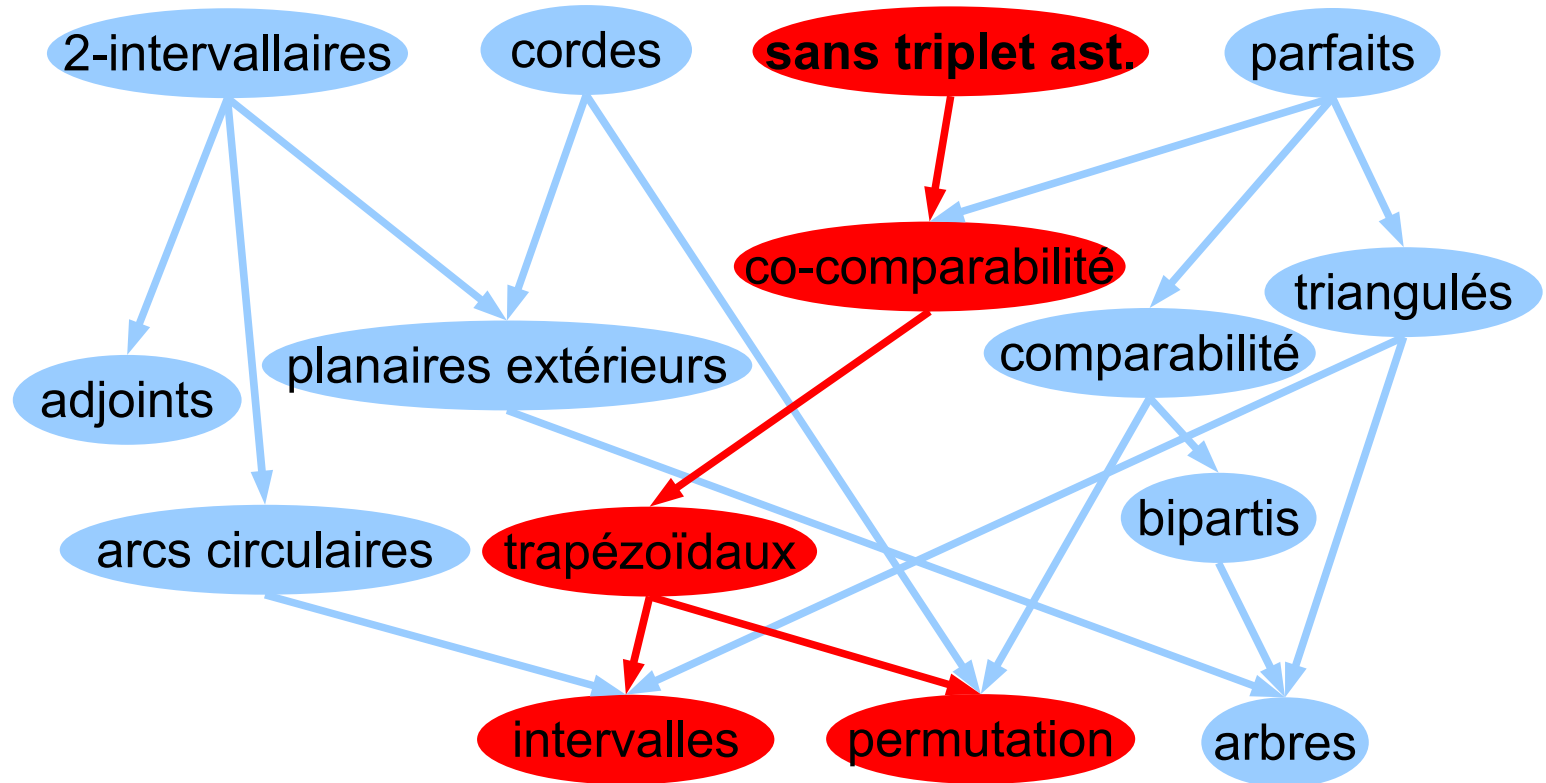 2-intervallaires
cordes
sans triplet ast.
parfaits
co-comparabilité
triangulés
planaires extérieurs
comparabilité
adjoints
bipartis
arcs circulaires
trapézoïdaux
intervalles
permutation
arbres